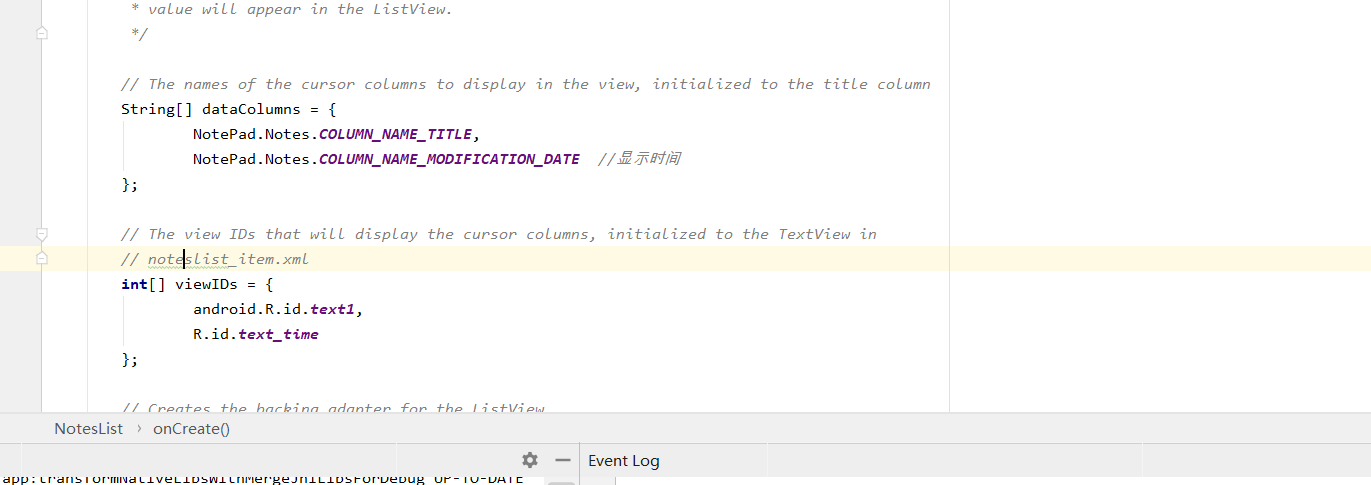 * value will appear in the ListView.
*/
// The names of the cursor columns to display in the view, initialized to the title column
String[] dataColumns = {
NotePad.Notes.COLUMN_NAME_TITLE,
NotePad.Notes.COLUMN_NAME_MODIFICATION_DATE //显示时间
};
// The view IDs that will display the cursor columns, initialized to the TextView in
// noteslist_item.xml
int[] viewIDs = {
android.R.id.text1,
R.id.text_time
};
// Creates the backing adapter for the ListView
NotesList › onCreate()
Event Log
app:transformNativeLibsWithMergeJniLibsForDebug UP-TO-DATE